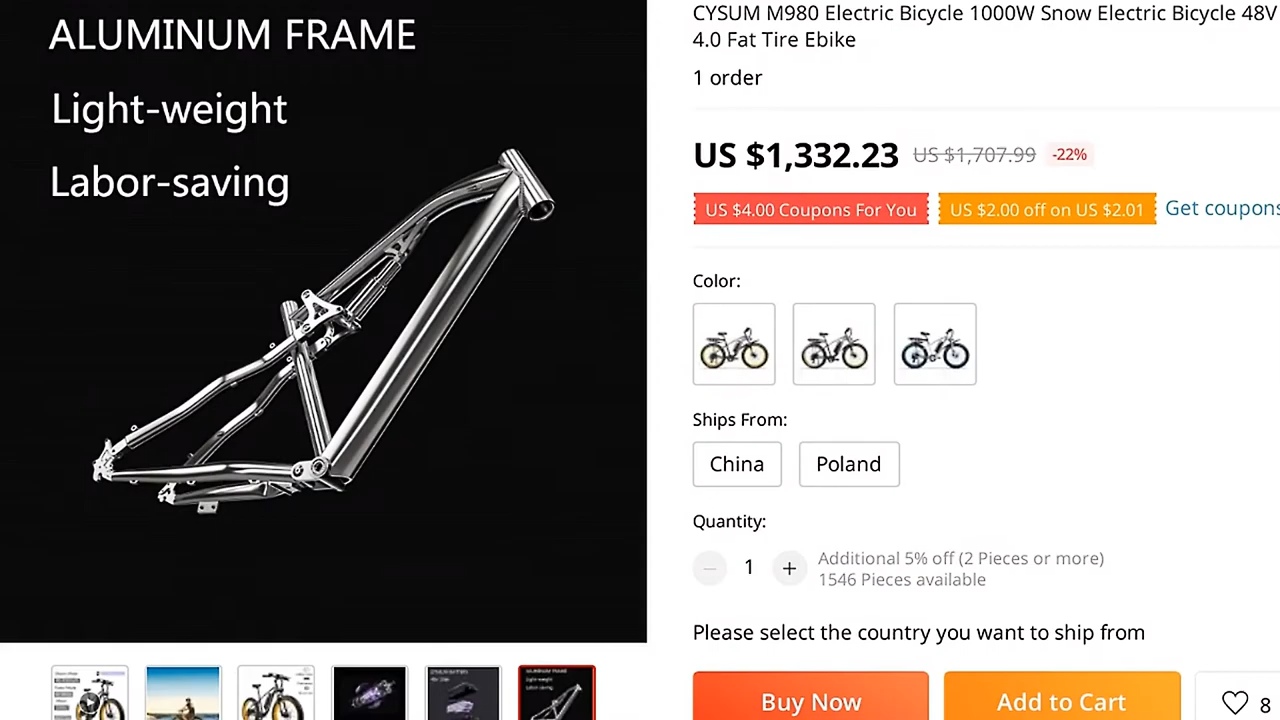 ALUMINUM FRAME
Light-weight
Labor-saving
CYSUM M980 Electric Bicycle 1000W Snow Electric Bicycle 48V
4.0 Fat Tire Ebike
1 order
US $1,332.23 US $1,707.99 -22%
US $4.00 Coupons For You US $2.00 off on US $2.01 Get coupons
Color:
Ships From:
China Poland
Quantity:
1 + Additional 5% off (2 Pieces or more)
1546 Pieces available
Please select the country you want to ship from
Buy Now Add to Cart 8